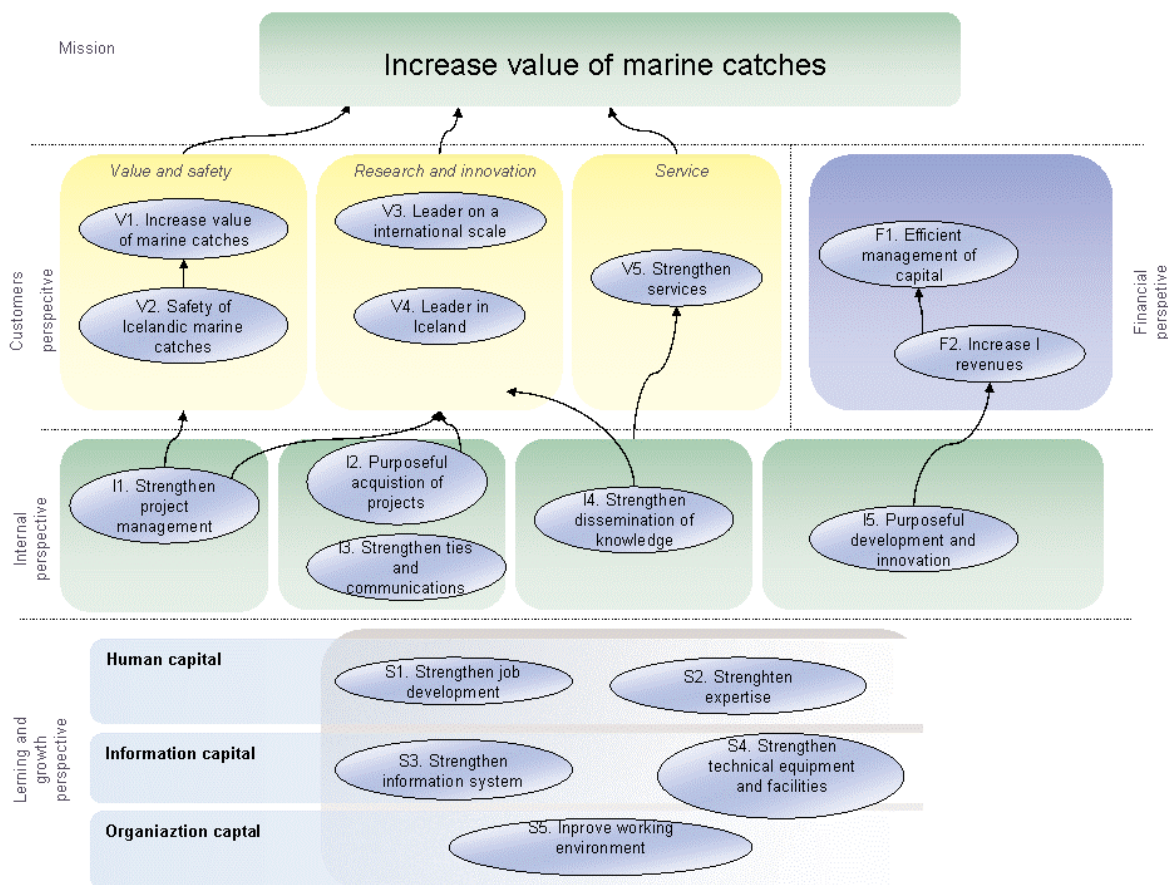 Mission
Increase value of marine catches
Customers
perspecitve
Value and safety
V1. Increase value
of marine catches
V2. Safety of
Icelandic marine
catches
Research and innovation
V3. Leader on a
international scale
V4. Leader in
Iceland
Service
V5. Strengthen
services
F1. Efficient
management of
capital
F2. Increase I
revenues
Financial
perspetive
Internal
perspective
I1. Strengthen
project
management
I2. Purposeful
acquistion of
projects
I3. Strengthen ties
and
communications
I4. Strengthen
dissemination of
knowledge
I5. Purposeful
development and
innovation
Lerning and
growth
perspective
Human capital
S1. Strengthen job
development
S2. Strenghten
expertise
Information capital
S3. Strengthen
information system
S4. Strengthen
technical equipment
and facilities
Organiaztion captal
S5. Inprove working
environment